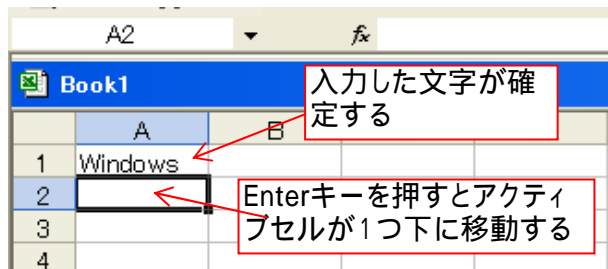 A2
fx
Book1
入力した文字が確
定する
A B
1 Windows
2
Enterキーを押すとアクティ
ブセルが1つ下に移動する
3
4